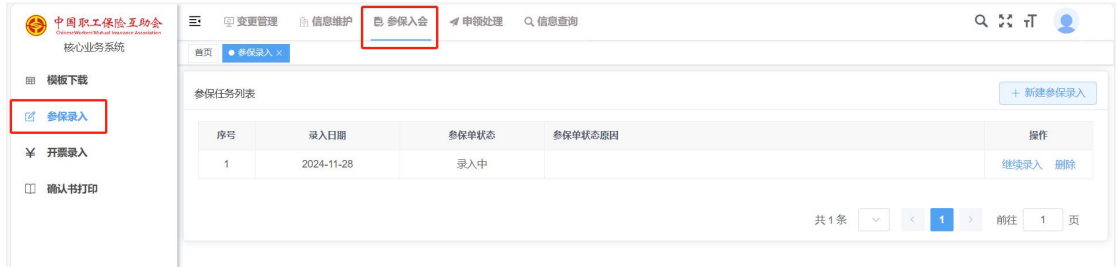 中国职工保险互助会
ChineseWorkers'Mutual Insurance Association
核心业务系统
变更管理 信息维护 参保入会 申领处理 信息查询
首页 参保录入 ×
模板下载
参保录入
开票录入
确认书打印
参保任务列表
+ 新建参保录入
序号 录入日期 参保单状态 参保单状态原因 操作
1 2024-11-28 录入中 继续录入 删除
共 1 条 < 1 > 前往 1 页